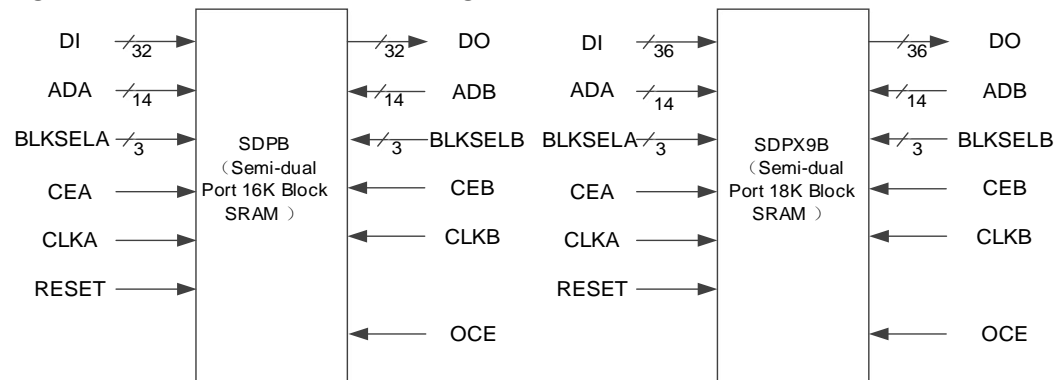 DI
32
ADA
14
BLKSELA
3
CEA
CLKA
RESET
SDPB
（Semi-dual
Port 16K Block
SRAM ）
32
DO
14
ADB
3
BLKSELB
CEB
CLKB
OCE
DI
36
ADA
14
BLKSELA
3
CEA
CLKA
RESET
SDPX9B
（Semi-dual
Port 18K Block
SRAM ）
36
DO
14
ADB
3
BLKSELB
CEB
CLKB
OCE